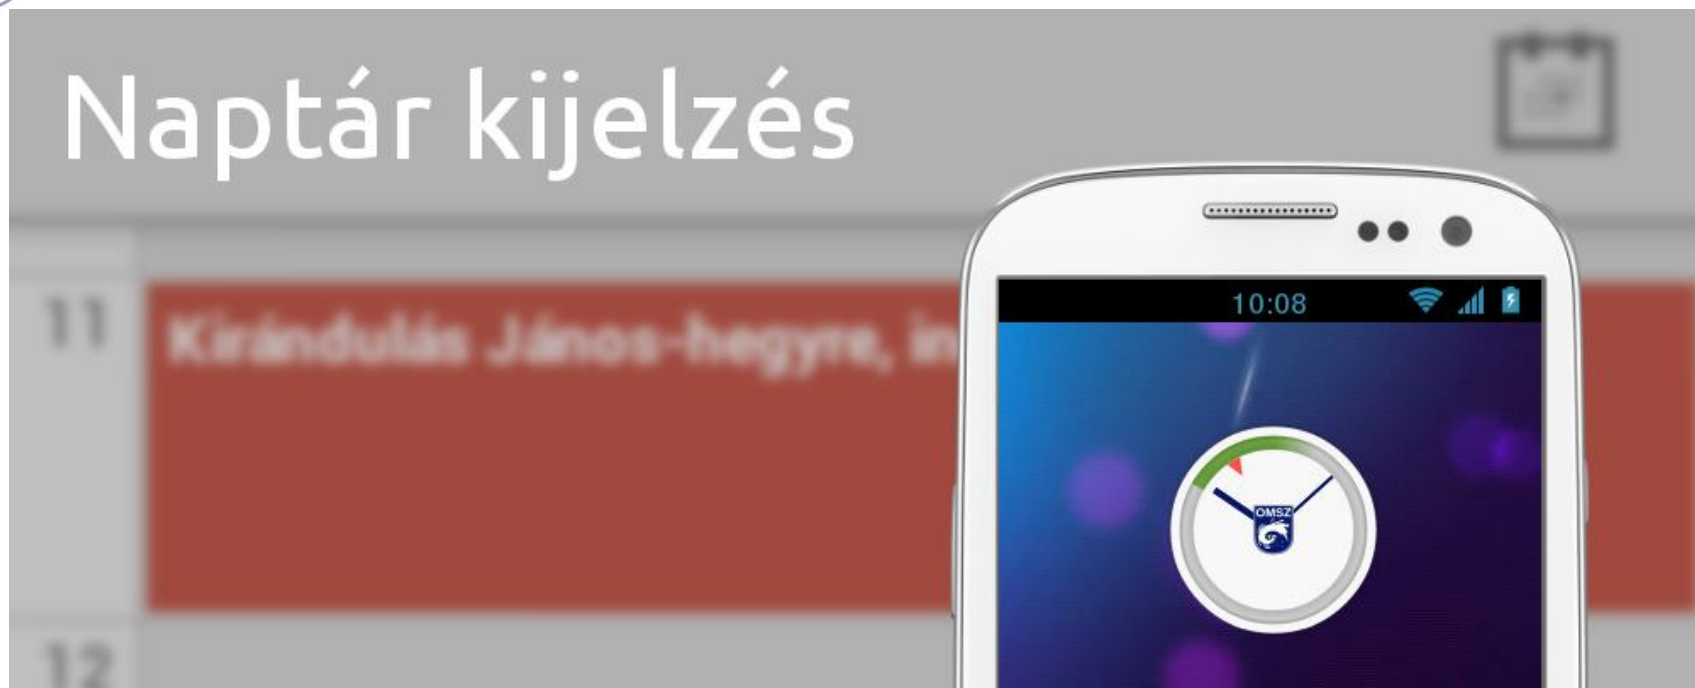 Naptár kijelzés
11
Kirándulás János-hegyre, in
10:08
OMSZ
12